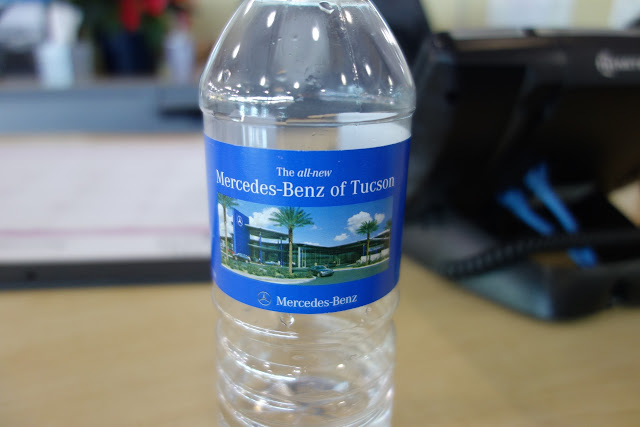 The all-new
Mercedes-Benz of Tucson
Mercedes-Benz